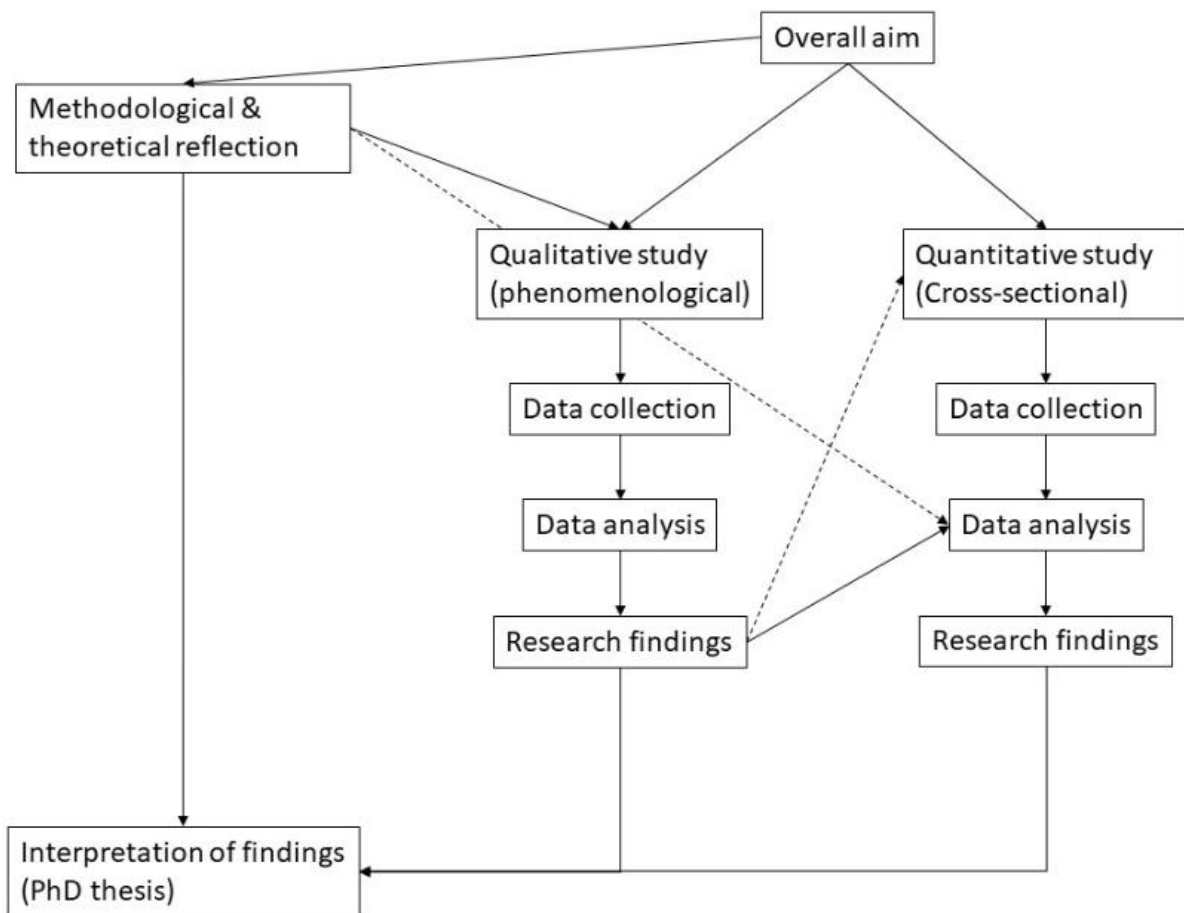 Overall aim
Methodological &
theoretical reflection
Qualitative study
(phenomenological)
Quantitative study
(Cross-sectional)
Data collection
Data collection
Data analysis
Data analysis
Research findings
Research findings
Interpretation of findings
(PhD thesis)